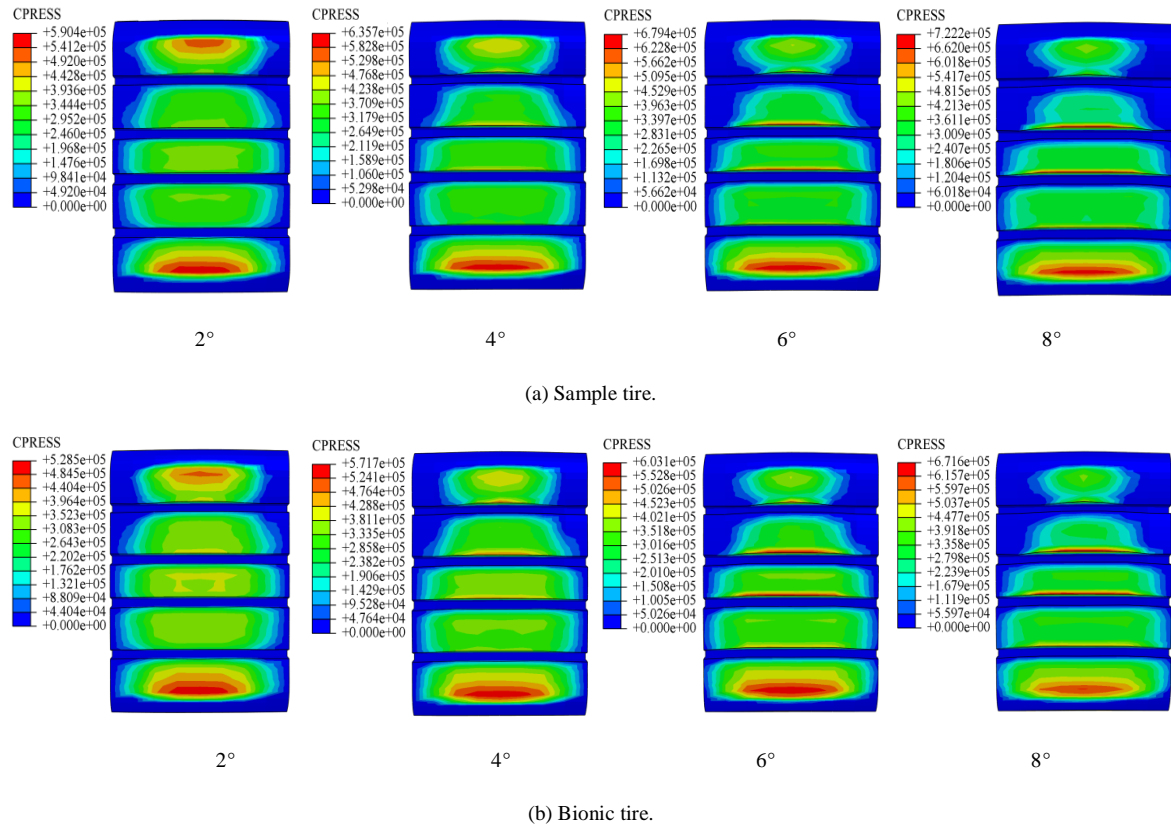 CPRESS
+5.904e+05
+5.412e+05
+4.920e+05
+4.428e+05
+3.936e+05
+3.444e+05
+2.952e+05
+2.460e+05
+1.968e+05
+1.476e+05
+9.841e+04
+4.920e+04
+0.000e+00
CPRESS
+6.357e+05
+5.828e+05
+5.298e+05
+4.768e+05
+4.238e+05
+3.709e+05
+3.179e+05
+2.649e+05
+2.119e+05
+1.589e+05
+1.060e+05
+5.298e+04
+0.000e+00
CPRESS
+6.794e+05
+6.228e+05
+5.662e+05
+5.095e+05
+4.529e+05
+3.963e+05
+3.397e+05
+2.831e+05
+2.265e+05
+1.698e+05
+1.132e+05
+5.662e+04
+0.000e+00
CPRESS
+7.222e+05
+6.620e+05
+6.018e+05
+5.417e+05
+4.815e+05
+4.213e+05
+3.611e+05
+3.009e+05
+2.407e+05
+1.806e+05
+1.204e+05
+6.018e+04
+0.000e+00
2°
4°
6°
8°
(a) Sample tire.
CPRESS
+5.285e+05
+4.845e+05
+4.404e+05
+3.964e+05
+3.523e+05
+3.083e+05
+2.643e+05
+2.202e+05
+1.762e+05
+1.321e+05
+8.809e+04
+4.404e+04
+0.000e+00
CPRESS
+5.717e+05
+5.241e+05
+4.764e+05
+4.288e+05
+3.811e+05
+3.335e+05
+2.858e+05
+2.382e+05
+1.906e+05
+1.429e+05
+9.528e+04
+4.764e+04
+0.000e+00
CPRESS
+6.031e+05
+5.528e+05
+5.026e+05
+4.523e+05
+4.021e+05
+3.518e+05
+3.016e+05
+2.513e+05
+2.010e+05
+1.508e+05
+1.005e+05
+5.026e+04
+0.000e+00
CPRESS
+6.716e+05
+6.157e+05
+5.597e+05
+5.037e+05
+4.477e+05
+3.918e+05
+3.358e+05
+2.798e+05
+2.239e+05
+1.679e+05
+1.119e+05
+5.597e+04
+0.000e+00
2°
4°
6°
8°
(b) Bionic tire.